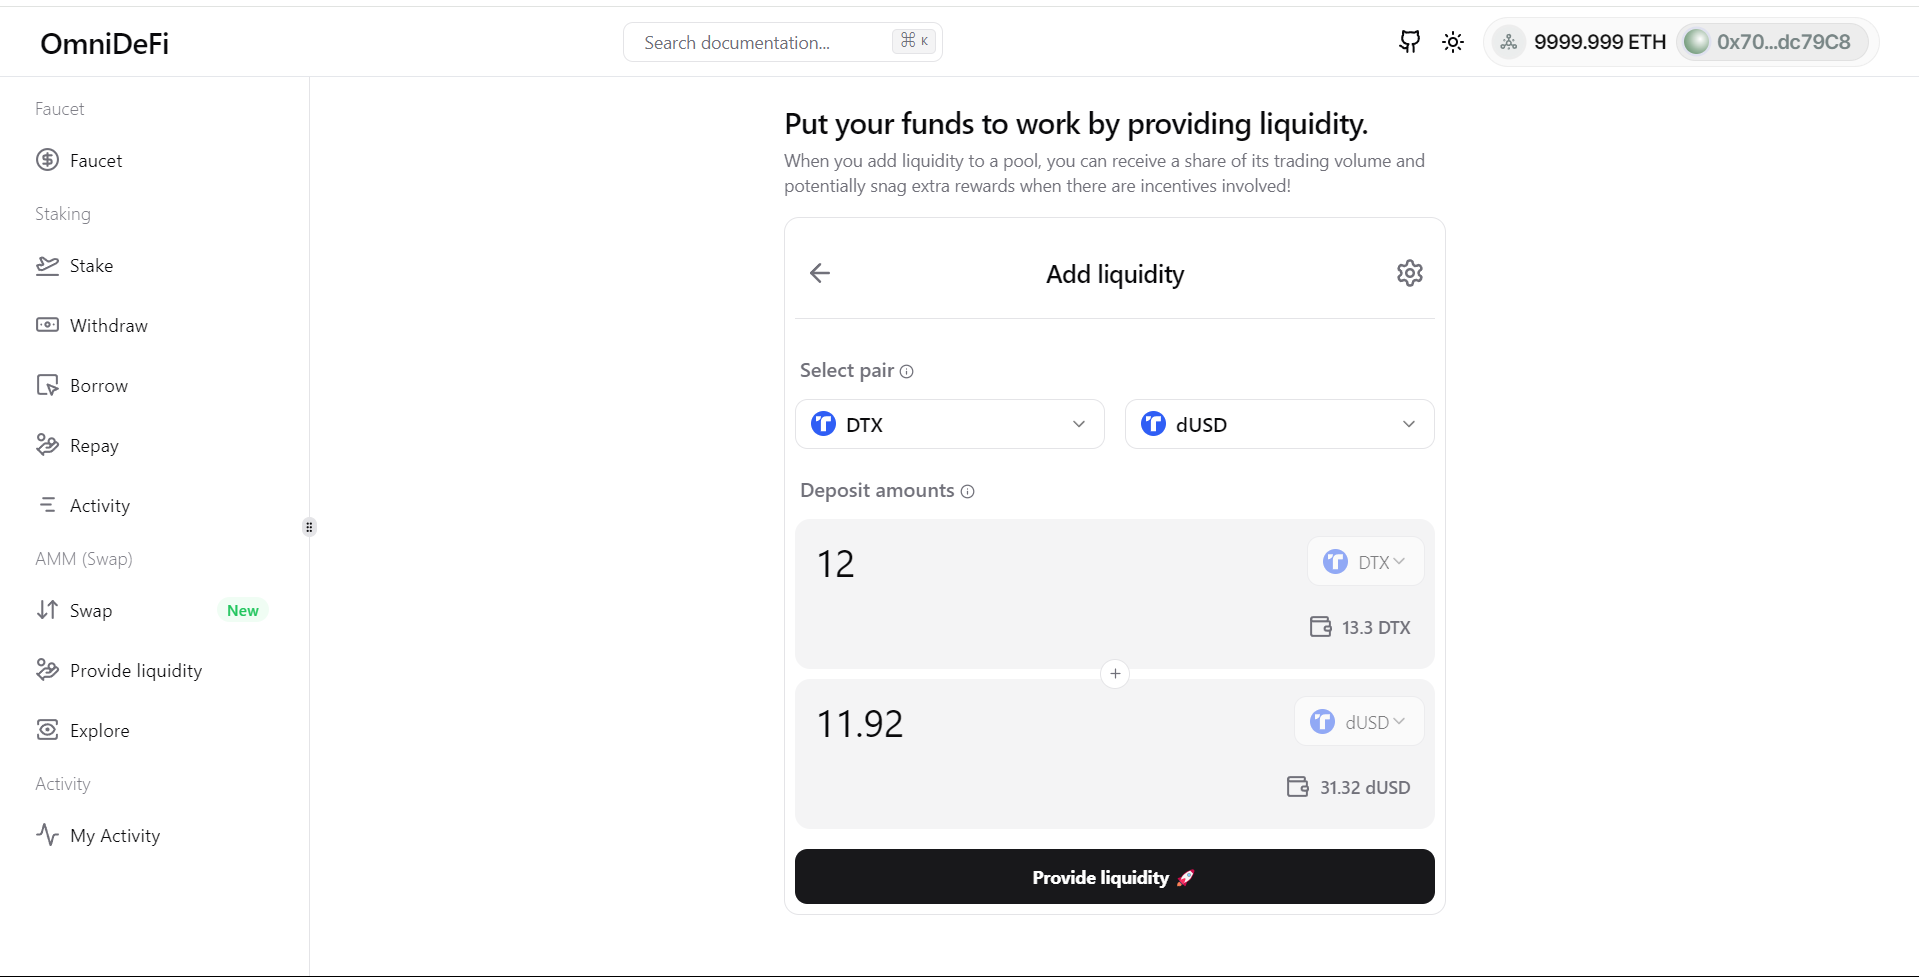 OmniDeFi
Search documentation...
⌘ K
9999.999 ETH
0x70...dc79C8
Faucet
Faucet
Staking
Stake
Withdraw
Borrow
Repay
Activity
AMM (Swap)
Swap
New
Provide liquidity
Explore
Activity
My Activity
Put your funds to work by providing liquidity.
When you add liquidity to a pool, you can receive a share of its trading volume and
potentially snag extra rewards when there are incentives involved!
Add liquidity
Select pair
DTX
dUSD
Deposit amounts
12
DTX
13.3 DTX
+
11.92
dUSD
31.32 dUSD
Provide liquidity 🚀